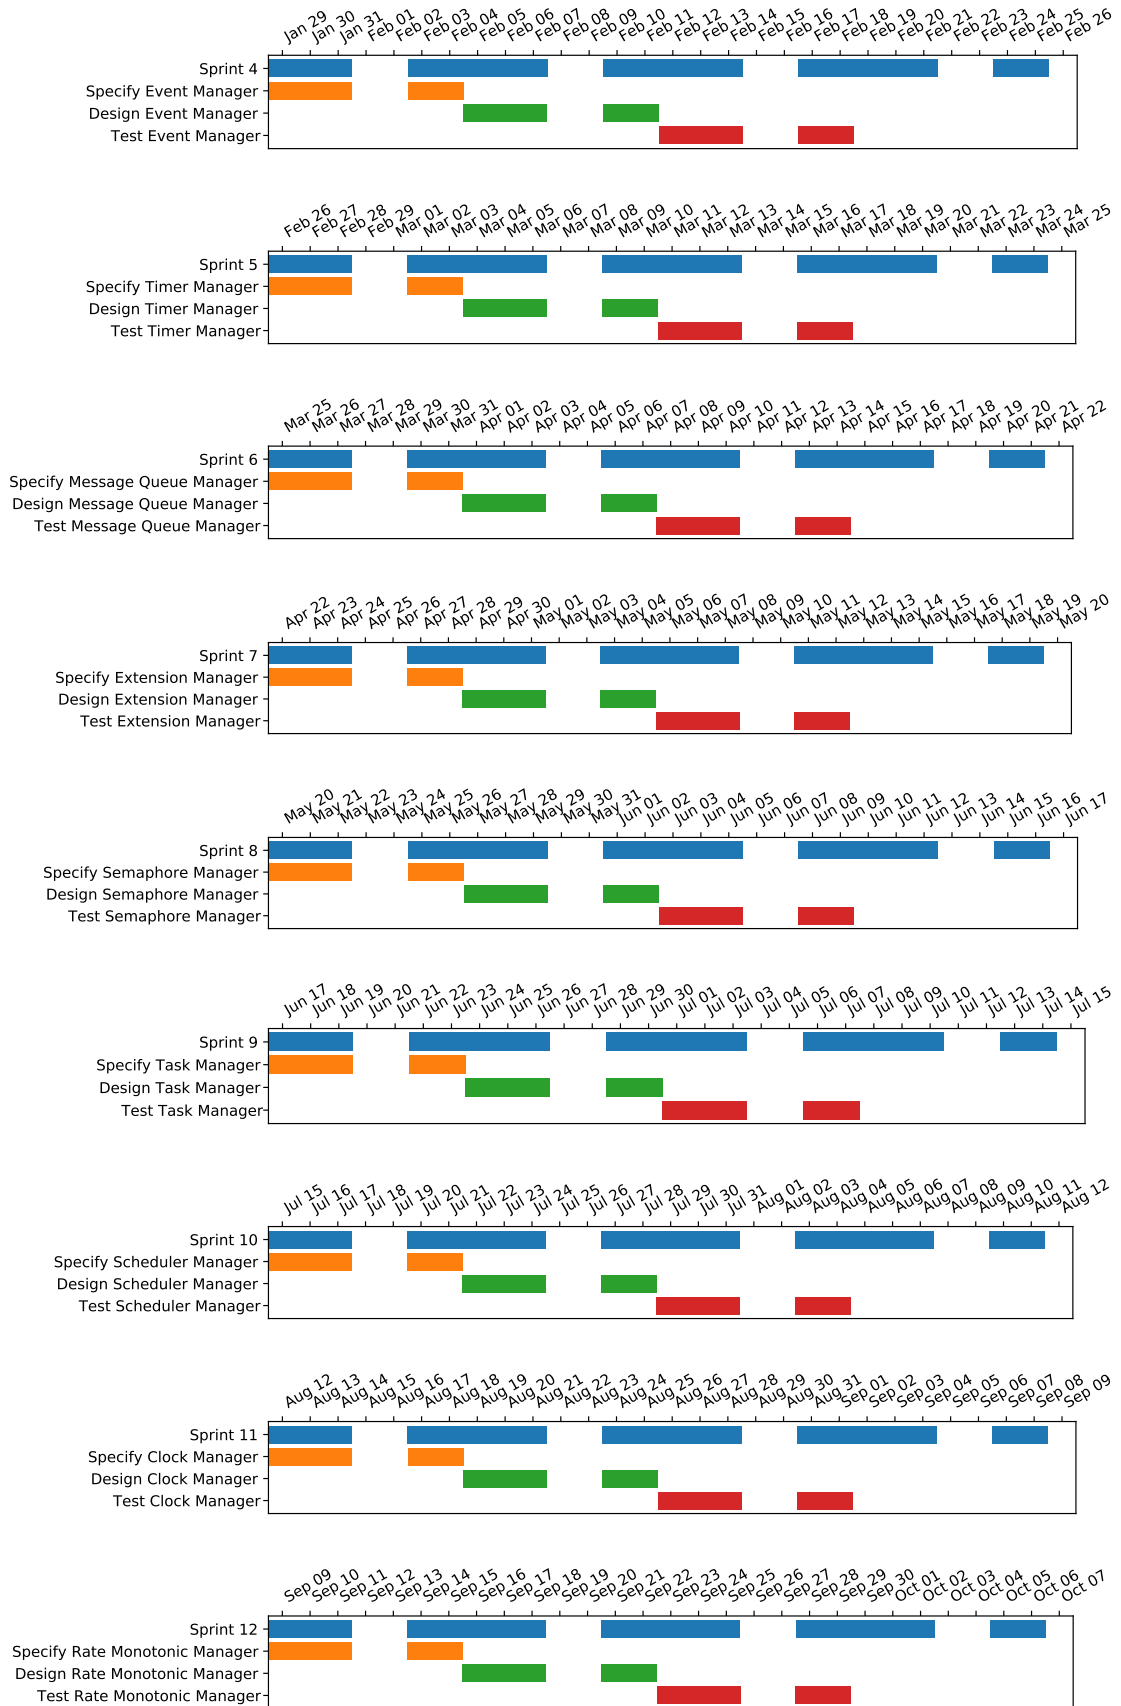 Jan 29 Jan 30 Jan 31 Feb 01 Feb 02 Feb 03 Feb 04 Feb 05 Feb 06 Feb 07 Feb 08 Feb 09 Feb 10 Feb 11 Feb 12 Feb 13 Feb 14 Feb 15 Feb 16 Feb 17 Feb 18 Feb 19 Feb 20 Feb 21 Feb 22 Feb 23 Feb 24 Feb 25 Feb 26
Sprint 4
Specify Event Manager
Design Event Manager
Test Event Manager
Feb 26 Feb 27 Feb 28 Feb 29 Mar 01 Mar 02 Mar 03 Mar 04 Mar 05 Mar 06 Mar 07 Mar 08 Mar 09 Mar 10 Mar 11 Mar 12 Mar 13 Mar 14 Mar 15 Mar 16 Mar 17 Mar 18 Mar 19 Mar 20 Mar 21 Mar 22 Mar 23 Mar 24 Mar 25
Sprint 5
Specify Timer Manager
Design Timer Manager
Test Timer Manager
Mar 25 Mar 26 Mar 27 Mar 28 Mar 29 Mar 30 Mar 31 Apr 01 Apr 02 Apr 03 Apr 04 Apr 05 Apr 06 Apr 07 Apr 08 Apr 09 Apr 10 Apr 11 Apr 12 Apr 13 Apr 14 Apr 15 Apr 16 Apr 17 Apr 18 Apr 19 Apr 20 Apr 21 Apr 22
Sprint 6
Specify Message Queue Manager
Design Message Queue Manager
Test Message Queue Manager
Apr 22 Apr 23 Apr 24 Apr 25 Apr 26 Apr 27 Apr 28 Apr 29 Apr 30 May 01 May 02 May 03 May 04 May 05 May 06 May 07 May 08 May 09 May 10 May 11 May 12 May 13 May 14 May 15 May 16 May 17 May 18 May 19 May 20
Sprint 7
Specify Extension Manager
Design Extension Manager
Test Extension Manager
May 20 May 21 May 22 May 23 May 24 May 25 May 26 May 27 May 28 May 29 May 30 May 31 Jun 01 Jun 02 Jun 03 Jun 04 Jun 05 Jun 06 Jun 07 Jun 08 Jun 09 Jun 10 Jun 11 Jun 12 Jun 13 Jun 14 Jun 15 Jun 16 Jun 17
Sprint 8
Specify Semaphore Manager
Design Semaphore Manager
Test Semaphore Manager
Jun 17 Jun 18 Jun 19 Jun 20 Jun 21 Jun 22 Jun 23 Jun 24 Jun 25 Jun 26 Jun 27 Jun 28 Jun 29 Jun 30 Jul 01 Jul 02 Jul 03 Jul 04 Jul 05 Jul 06 Jul 07 Jul 08 Jul 09 Jul 10 Jul 11 Jul 12 Jul 13 Jul 14 Jul 15
Sprint 9
Specify Task Manager
Design Task Manager
Test Task Manager
Jul 15 Jul 16 Jul 17 Jul 18 Jul 19 Jul 20 Jul 21 Jul 22 Jul 23 Jul 24 Jul 25 Jul 26 Jul 27 Jul 28 Jul 29 Jul 30 Jul 31 Aug 01 Aug 02 Aug 03 Aug 04 Aug 05 Aug 06 Aug 07 Aug 08 Aug 09 Aug 10 Aug 11 Aug 12
Sprint 10
Specify Scheduler Manager
Design Scheduler Manager
Test Scheduler Manager
Aug 12 Aug 13 Aug 14 Aug 15 Aug 16 Aug 17 Aug 18 Aug 19 Aug 20 Aug 21 Aug 22 Aug 23 Aug 24 Aug 25 Aug 26 Aug 27 Aug 28 Aug 29 Aug 30 Aug 31 Sep 01 Sep 02 Sep 03 Sep 04 Sep 05 Sep 06 Sep 07 Sep 08 Sep 09
Sprint 11
Specify Clock Manager
Design Clock Manager
Test Clock Manager
Sep 09 Sep 10 Sep 11 Sep 12 Sep 13 Sep 14 Sep 15 Sep 16 Sep 17 Sep 18 Sep 19 Sep 20 Sep 21 Sep 22 Sep 23 Sep 24 Sep 25 Sep 26 Sep 27 Sep 28 Sep 29 Sep 30 Oct 01 Oct 02 Oct 03 Oct 04 Oct 05 Oct 06 Oct 07
Sprint 12
Specify Rate Monotonic Manager
Design Rate Monotonic Manager
Test Rate Monotonic Manager